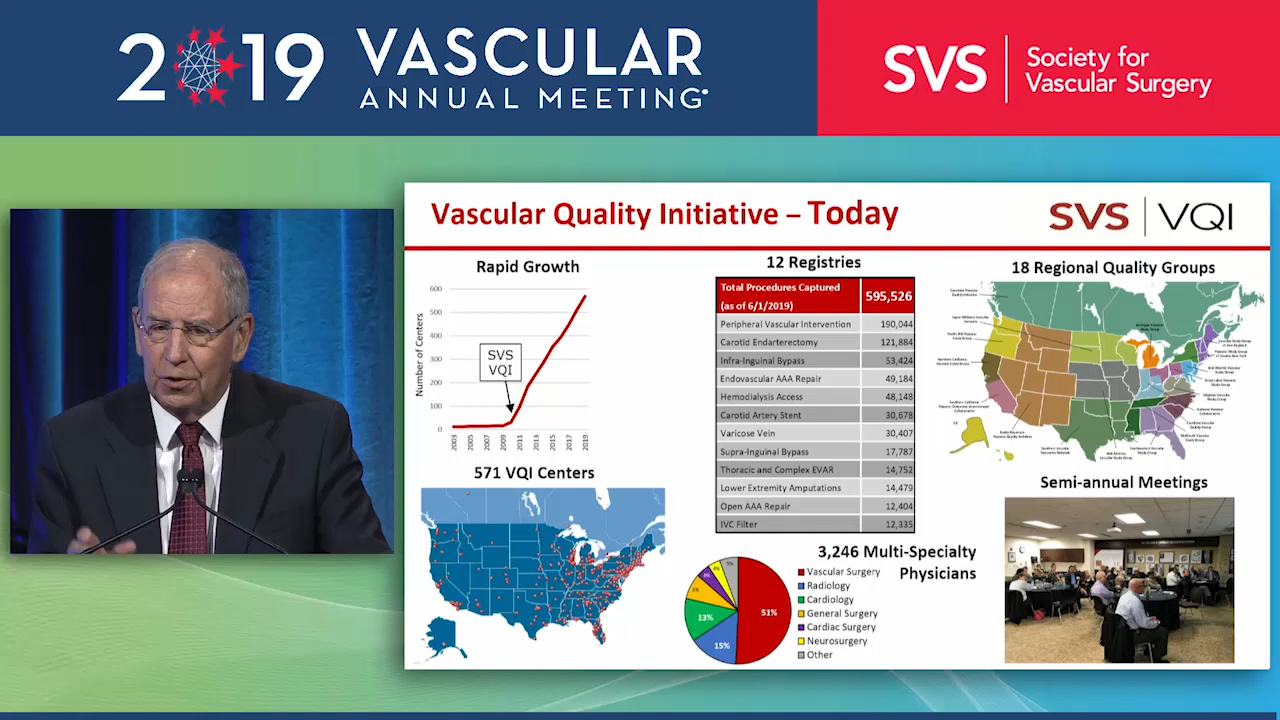 2019 VASCULAR
ANNUAL MEETING
SVS
Society for
Vascular Surgery
Vascular Quality Initiative – Today
SVS | VQI
Rapid Growth
Number of Centers
600
500
400
300
200
100
0
SVS
VQI
2003
2005
2007
2011
2013
2015
2017
2019
571 VQI Centers
12 Registries
Total Procedures Captured
(as of 6/1/2019)
595,526
Peripheral Vascular Intervention 190,044
Carotid Endarterectomy 121,884
Infra-Inguinal Bypass 53,424
Endovascular AAA Repair 49,184
Hemodialysis Access 48,148
Carotid Artery Stent 30,678
Varicose Vein 30,407
Supra-Inguinal Bypass 17,787
Thoracic and Complex EVAR 14,752
Lower Extremity Amputations 14,479
Open AAA Repair 12,404
IVC Filter 12,335
3,246 Multi-Specialty
Physicians
51%
15%
13%
Vascular Surgery
Radiology
Cardiology
General Surgery
Cardiac Surgery
Neurosurgery
Other
18 Regional Quality Groups
Semi-annual Meetings